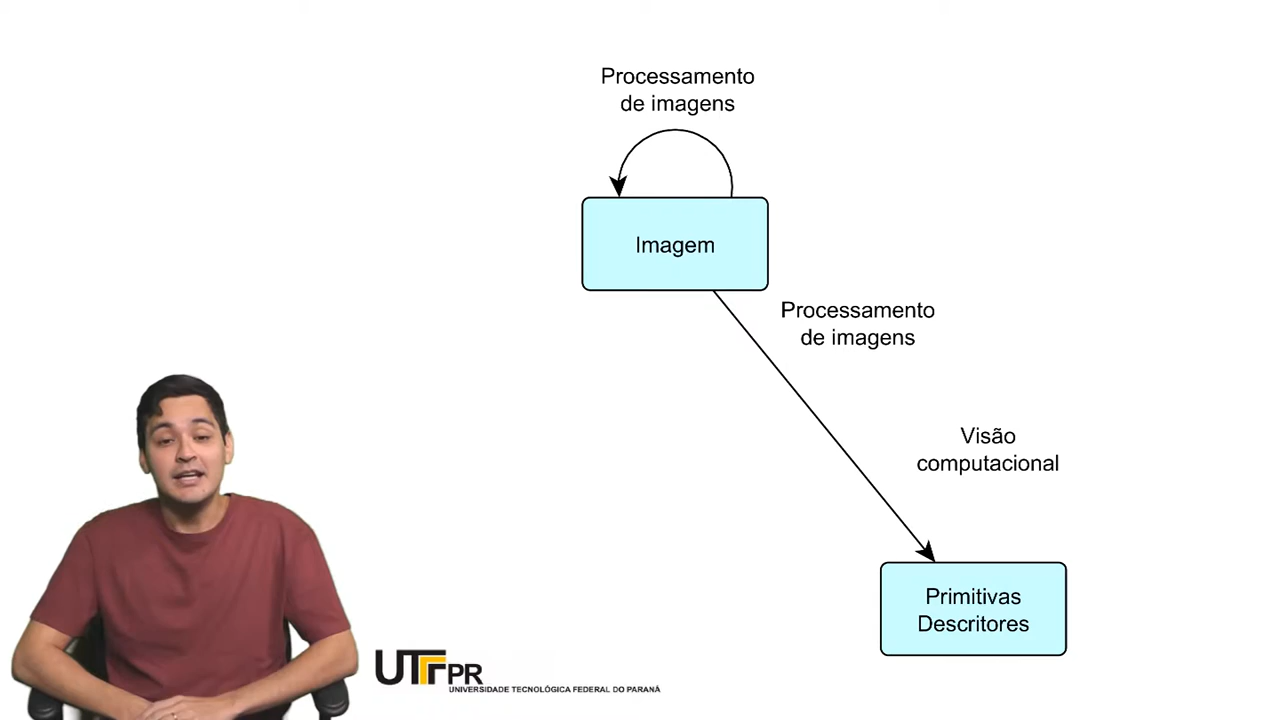 Processamento
de imagens
Imagem
Processamento
de imagens
Visão
computacional
Primitivas
Descritores
UTFPR
UNIVERSIDADE TECNOLÓGICA FEDERAL DO PARANÁ